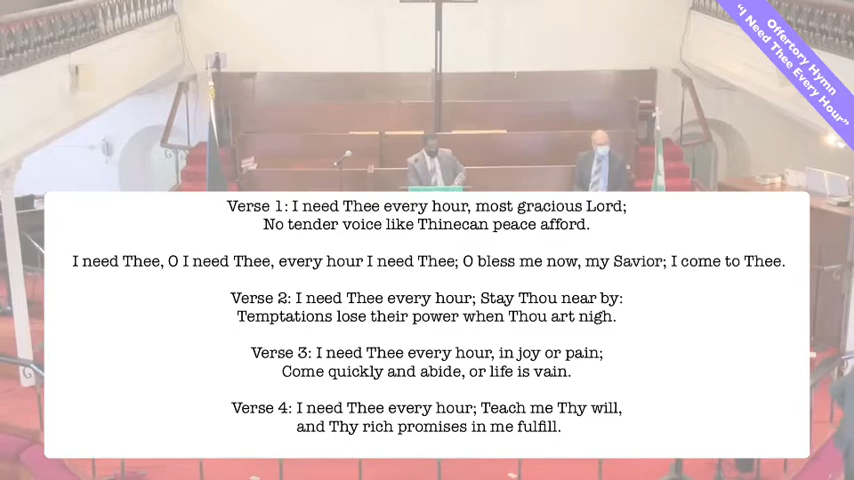 Offertory Hymn
“I Need Thee Every Hour”
Verse 1: I need Thee every hour, most gracious Lord;
No tender voice like Thinecan peace afford.
I need Thee, O I need Thee, every hour I need Thee; O bless me now, my Savior; I come to Thee.
Verse 2: I need Thee every hour; Stay Thou near by:
Temptations lose their power when Thou art nigh.
Verse 3: I need Thee every hour, in joy or pain;
Come quickly and abide, or life is vain.
Verse 4: I need Thee every hour; Teach me Thy will,
and Thy rich promises in me fulfill.